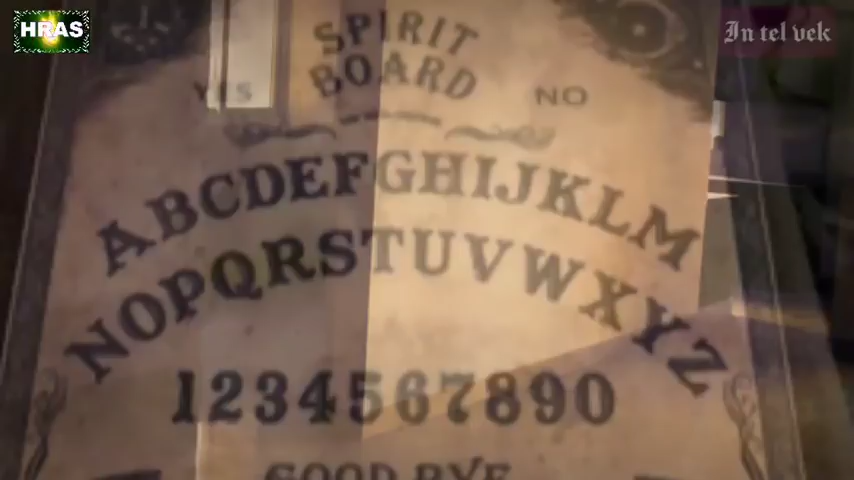 HRAS
In tel vek
SPIRIT
BOARD
YES
NO
ABCDEFGHIJKLM
NOPQRSTUVWXYZ
1234567890
GOOD BYE